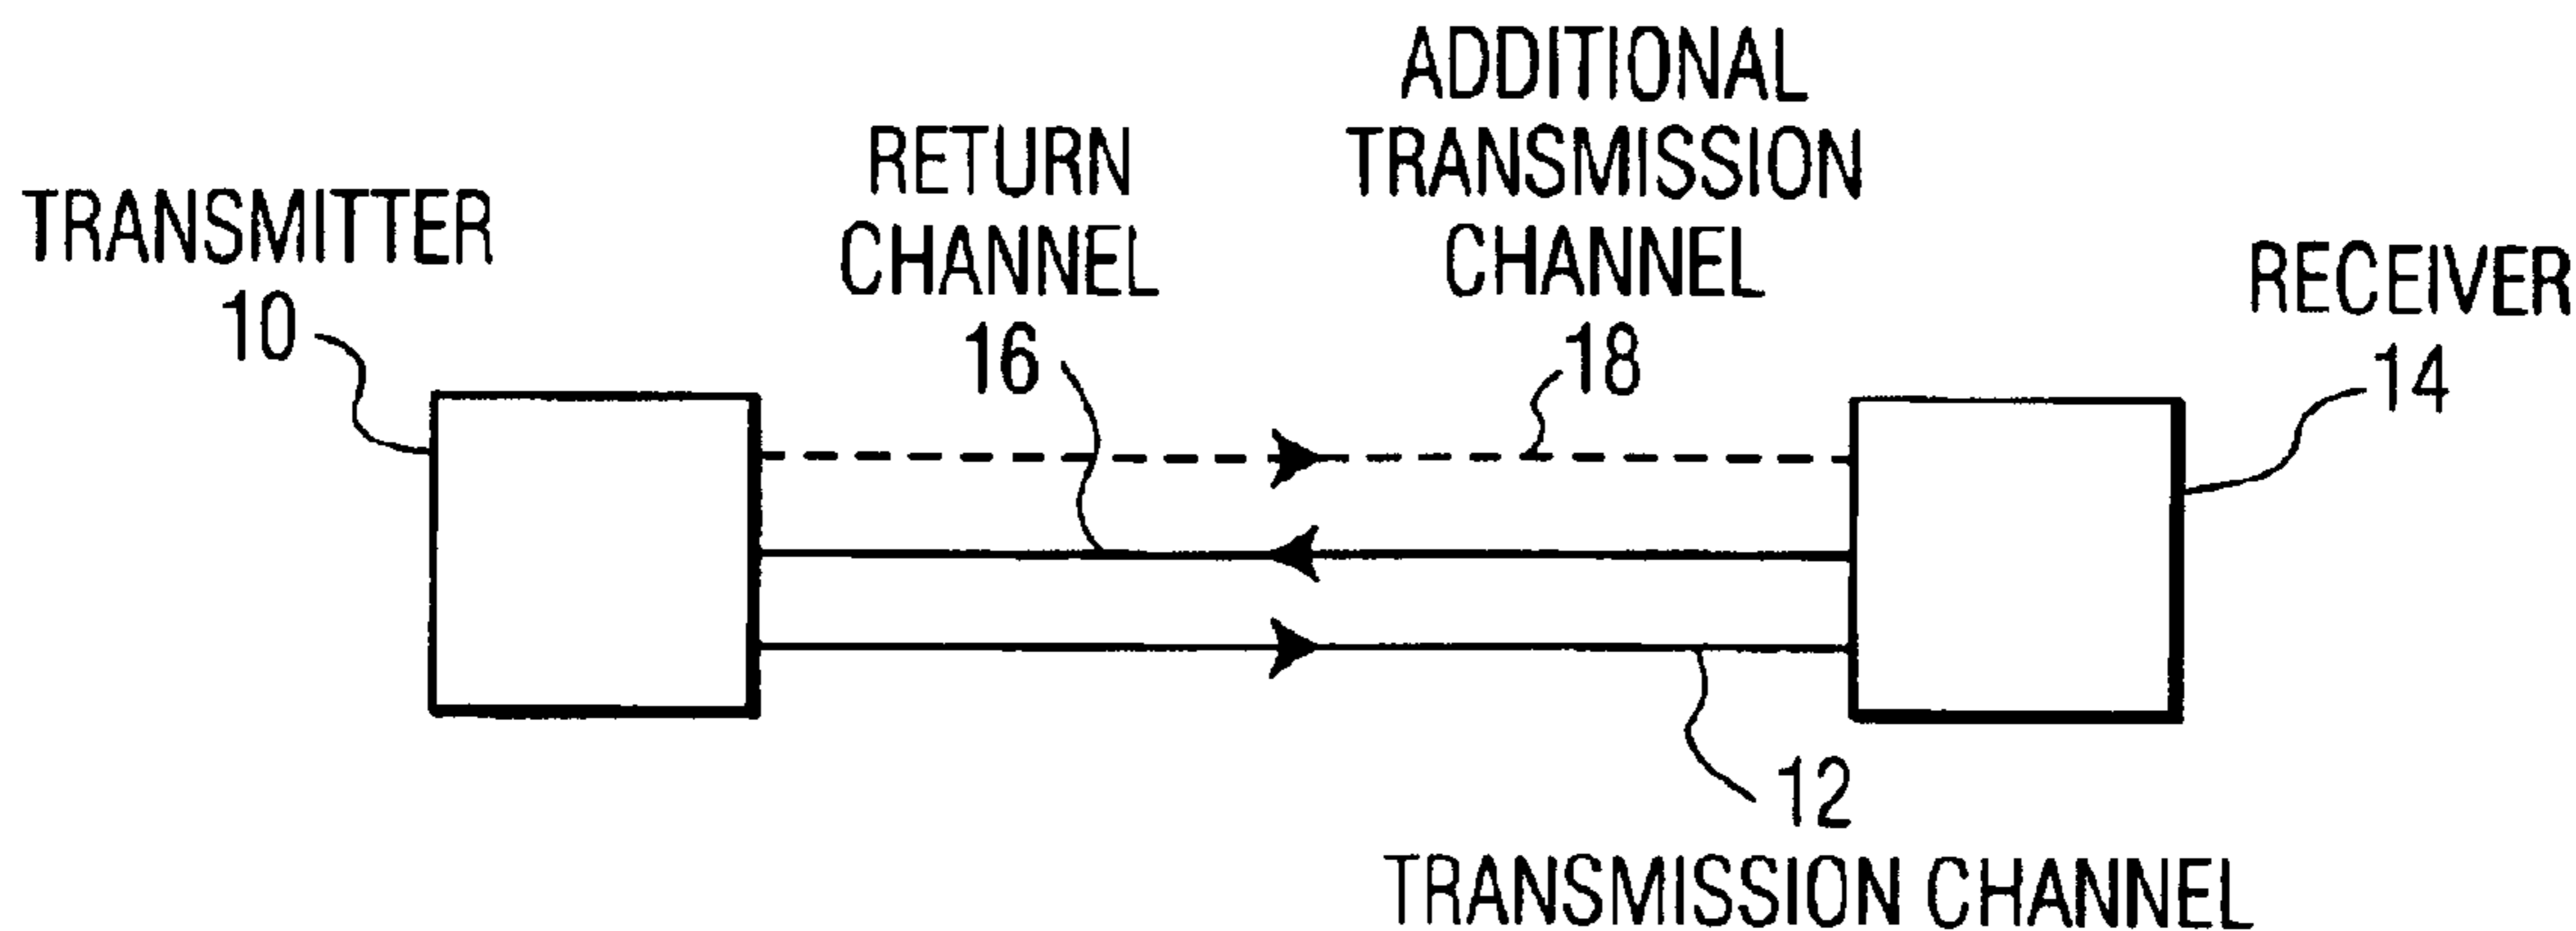 TRANSMITTER
10
RETURN
CHANNEL
16
ADDITIONAL
TRANSMISSION
CHANNEL
18
RECEIVER
14
12
TRANSMISSION CHANNEL